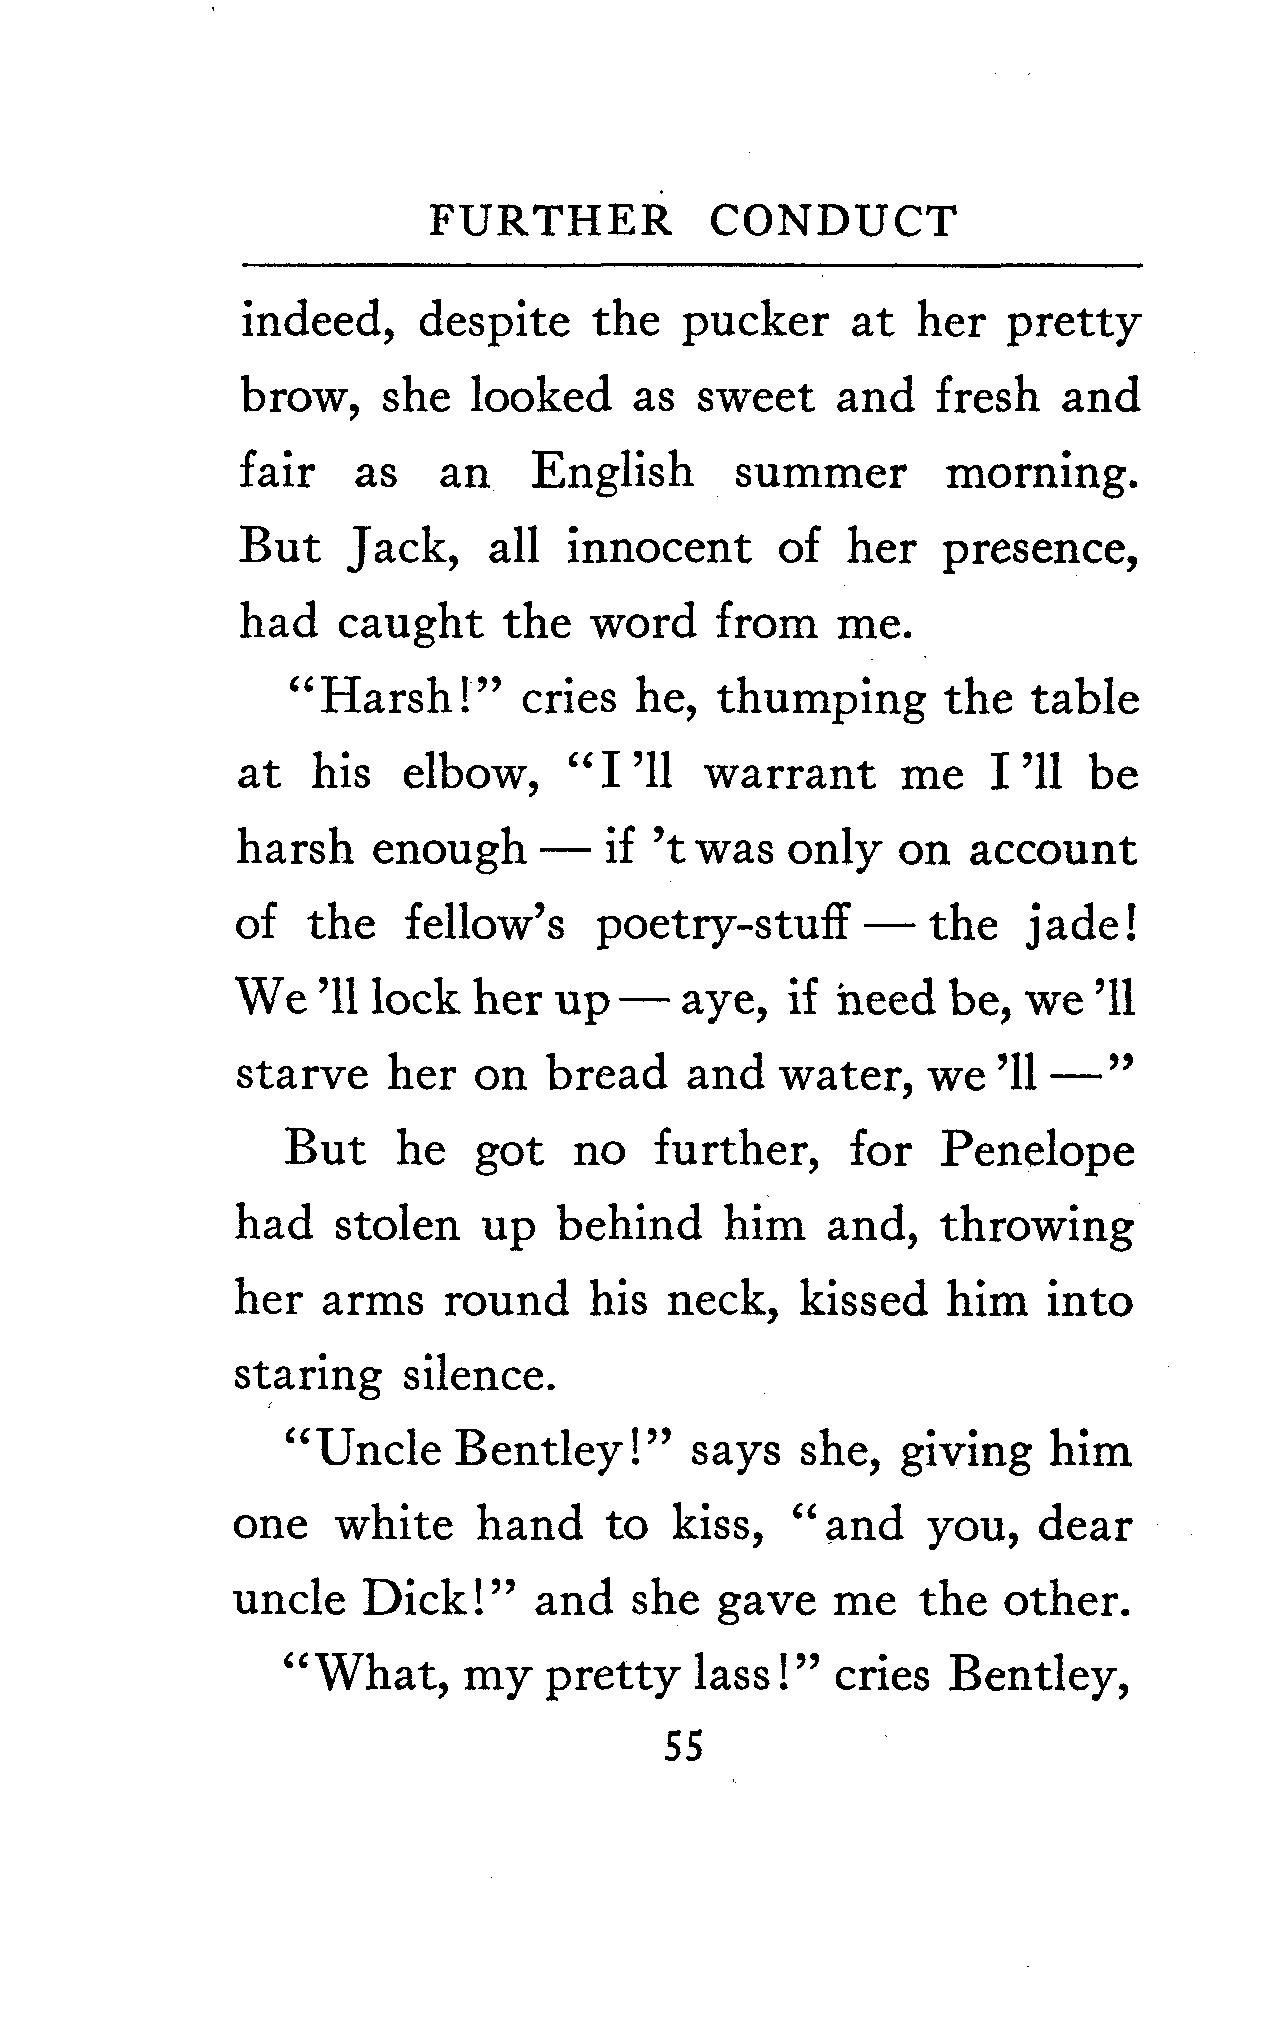 FURTHER CONDUCT
indeed, despite the pucker at her pretty
brow, she looked as sweet and fresh and
fair as an English summer morning.
But Jack, all innocent of her presence,
had caught the word from me.
“Harsh!” cries he, thumping the table
at his elbow, “I 'll warrant me I 'll be
harsh enough — if 't was only on account
of the fellow's poetry-stuff — the jade!
We 'll lock her up — aye, if need be, we 'll
starve her on bread and water, we 'll —”
But he got no further, for Penelope
had stolen up behind him and, throwing
her arms round his neck, kissed him into
staring silence.
“Uncle Bentley!” says she, giving him
one white hand to kiss, “and you, dear
uncle Dick!” and she gave me the other.
“What, my pretty lass!” cries Bentley,
55